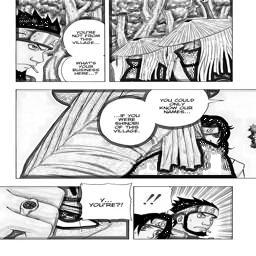 YOU'RE
NOT FROM
THIS
VILLAGE...
WHAT'S
YOUR
BUSINESS
HERE...?
YOU COULD
ONLY
KNOW OUR
NAMES...
...IF YOU
WERE
SHINOBI
OF THIS
VILLAGE.
Y...
YOU'RE?!
!!